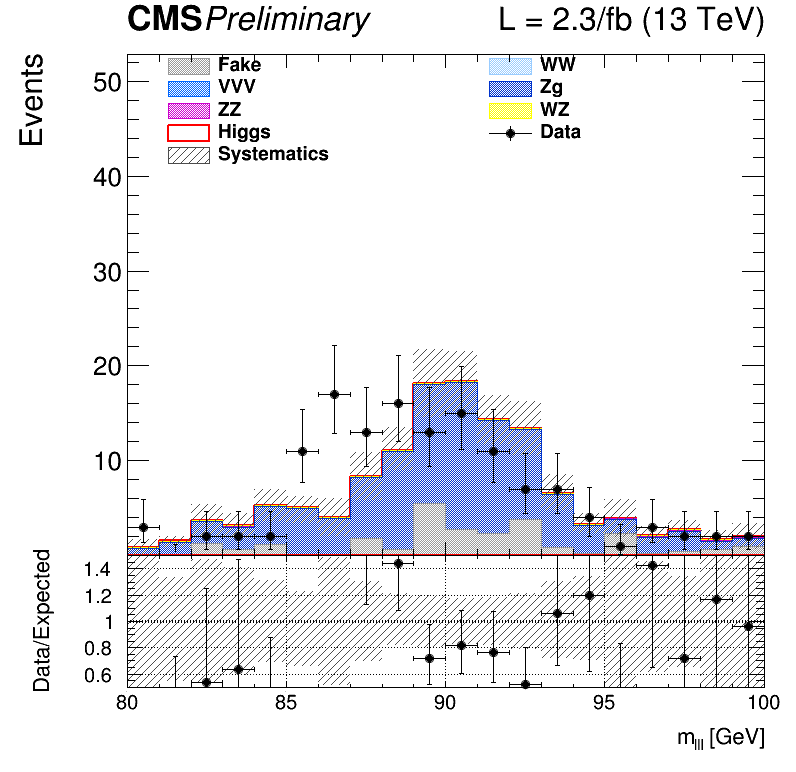 CMS Preliminary L = 2.3/fb (13 TeV)
Events
50
40
30
20
10
Fake
VVV
ZZ
Higgs
Systematics
WW
Zg
WZ
Data
Data/Expected
1.4
1.2
1
0.8
0.6
80 85 90 95 100
m_lll [GeV]